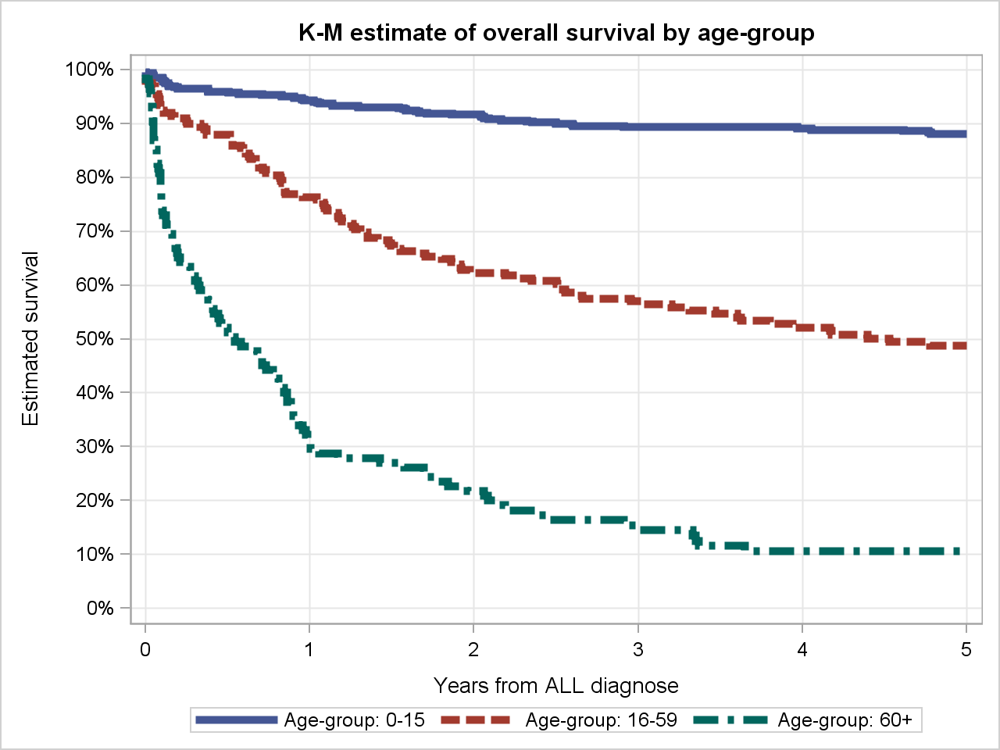 K-M estimate of overall survival by age-group
Estimated survival
100%
90%
80%
70%
60%
50%
40%
30%
20%
10%
0%
0 1 2 3 4 5
Years from ALL diagnose
Age-group: 0-15 Age-group: 16-59 Age-group: 60+